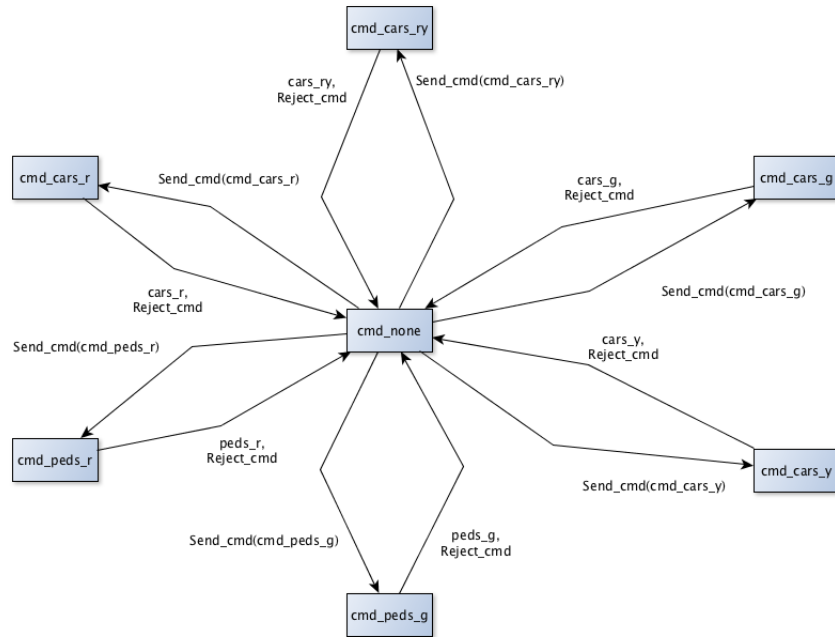 cmd_cars_ry
cars_ry,
Reject_cmd
Send_cmd(cmd_cars_ry)
cmd_cars_r
Send_cmd(cmd_cars_r)
cars_g,
Reject_cmd
cmd_cars_g
cars_r,
Reject_cmd
Send_cmd(cmd_cars_g)
cmd_none
Send_cmd(cmd_peds_r)
cars_y,
Reject_cmd
cmd_peds_r
peds_r,
Reject_cmd
cmd_cars_y
Send_cmd(cmd_cars_y)
Send_cmd(cmd_peds_g)
peds_g,
Reject_cmd
cmd_peds_g